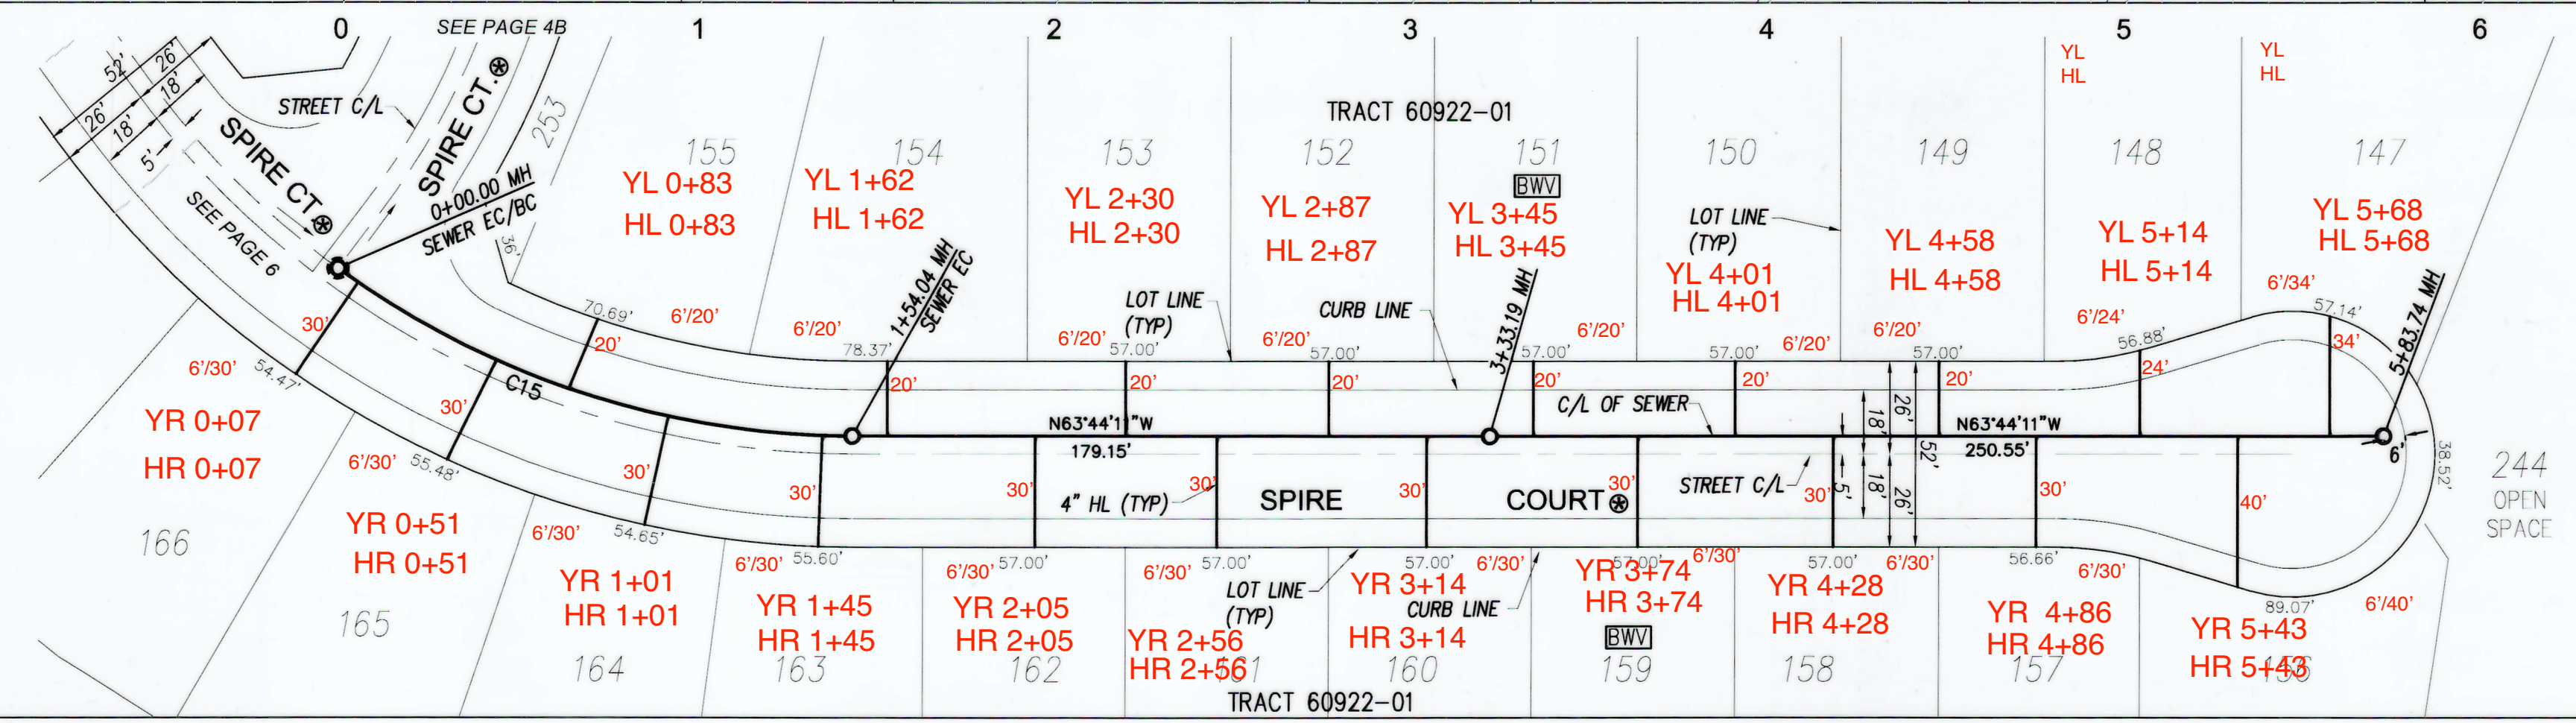 0
1
2
3
4
5
6
SEE PAGE 4B
52'
26'
18'
26'
18'
5'
STREET C/L
SPIRE CT.
SPIRE CT.
SEE PAGE 6
0+00.00 MH
SEWER EC/BC
36'
253
TRACT 60922-01
155
YL 0+83
HL 0+83
154
YL 1+62
HL 1+62
153
YL 2+30
HL 2+30
152
YL 2+87
HL 2+87
151
BWV
YL 3+45
HL 3+45
150
LOT LINE
(TYP)
YL 4+01
HL 4+01
149
YL 4+58
HL 4+58
YL
HL
148
YL 5+14
HL 5+14
YL
HL
147
YL 5+68
HL 5+68
70.69'
6'/20'
6'/20'
78.37'
1+54.04 MH
SEWER EC
6'/20'
LOT LINE
(TYP)
57.00'
6'/20'
57.00'
CURB LINE
3+33.19 MH
57.00'
6'/20'
57.00'
6'/20'
6'/20'
57.00'
6'/24'
56.88'
6'/34'
57.14'
5+83.74 MH
20'
20'
20'
20'
20'
20'
20'
24'
34'
C15
N63°44'11"W
179.15'
C/L OF SEWER
18'
26'
52'
N63°44'11"W
250.55'
6'
38.52'
244
OPEN
SPACE
30'
30'
30'
30'
30'
4" HL (TYP)
30'
SPIRE
30'
COURT
30'
STREET C/L
30'
5'
18'
26'
30'
40'
6'/30'
54.47'
YR 0+07
HR 0+07
166
6'/30'
55.48'
YR 0+51
HR 0+51
165
6'/30'
54.65'
YR 1+01
HR 1+01
164
6'/30'
55.60'
YR 1+45
HR 1+45
163
6'/30'
57.00'
YR 2+05
HR 2+05
162
6'/30'
57.00'
LOT LINE
(TYP)
YR 2+56
HR 2+56
161
6'/30'
57.00'
YR 3+14
CURB LINE
HR 3+14
160
57.00'
6'/30'
YR 3+74
HR 3+74
BWV
159
57.00'
6'/30'
YR 4+28
HR 4+28
158
56.66'
6'/30'
YR 4+86
HR 4+86
157
89.07'
6'/40'
YR 5+43
HR 5+43
156
TRACT 60922-01